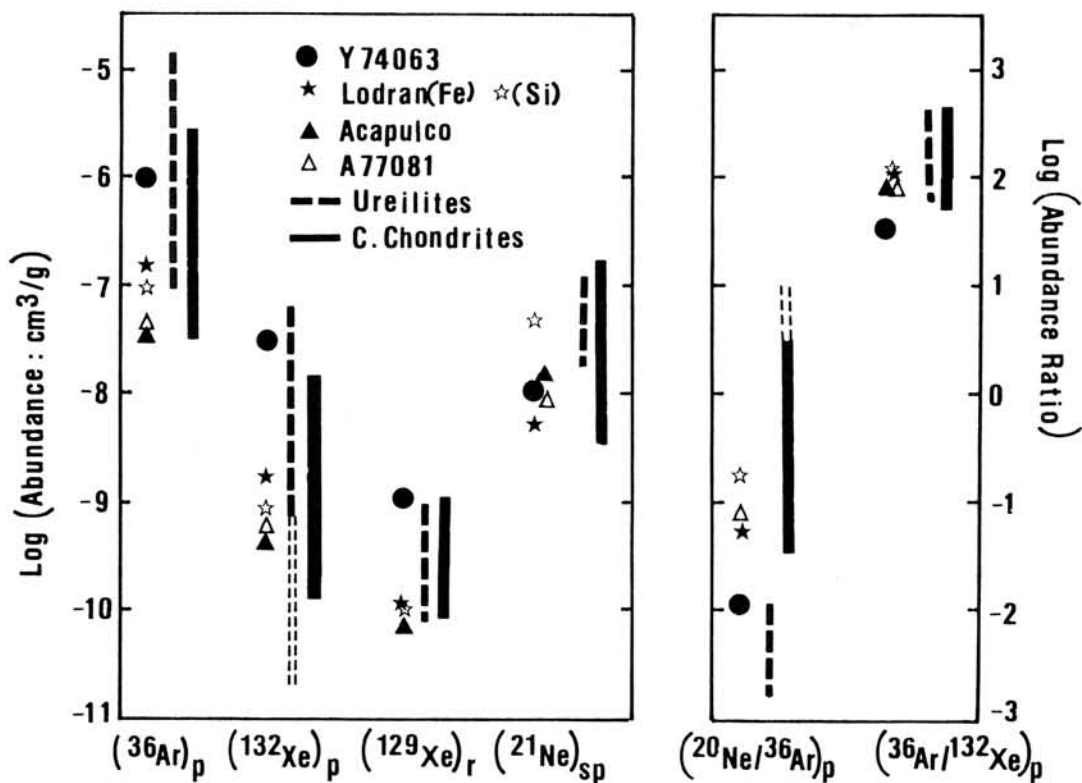 Log (Abundance : cm³/g)
-5
-6
-7
-8
-9
-10
-11
Y 74063
Lodran(Fe) (Si)
Acapulco
A 77081
Ureilites
C. Chondrites
(³⁶Ar)p
(¹³²Xe)p
(¹²⁹Xe)r
(²¹Ne)sp
3
2
1
0
-1
-2
-3
Log (Abundance Ratio)
(²⁰Ne/³⁶Ar)p
(³⁶Ar/¹³²Xe)p